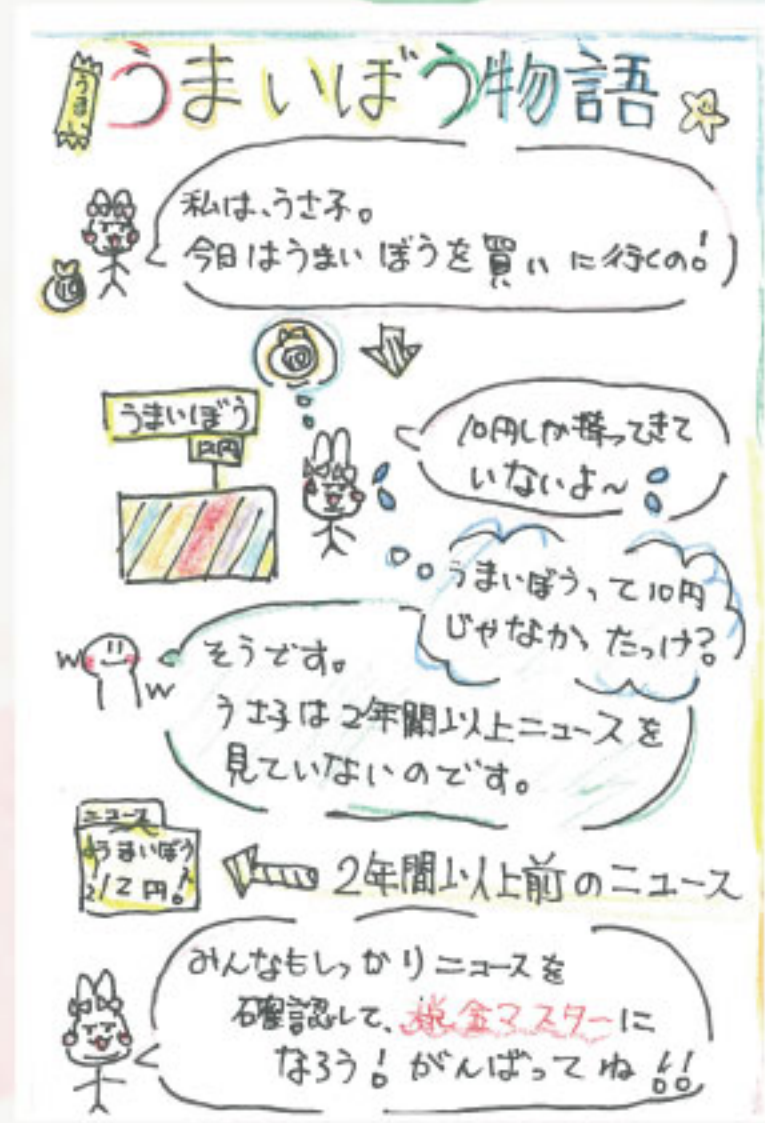 うまいぼう物語
うまい
私は、うさ子。
今日はうまいぼうを買いに行くの!
10
10
うまいぼう
12円
10円しか持ってきて
いないよ～
うまいぼうって10円
じゃなかったっけ?
そうです。
うさ子は2年間以上ニュースを
見ていないのです。
ニュース
うまいぼう
12円!
2年間以上前のニュース
みんなもしっかりニュースを
確認して、税金マスターに
なろう!がんばってね!!